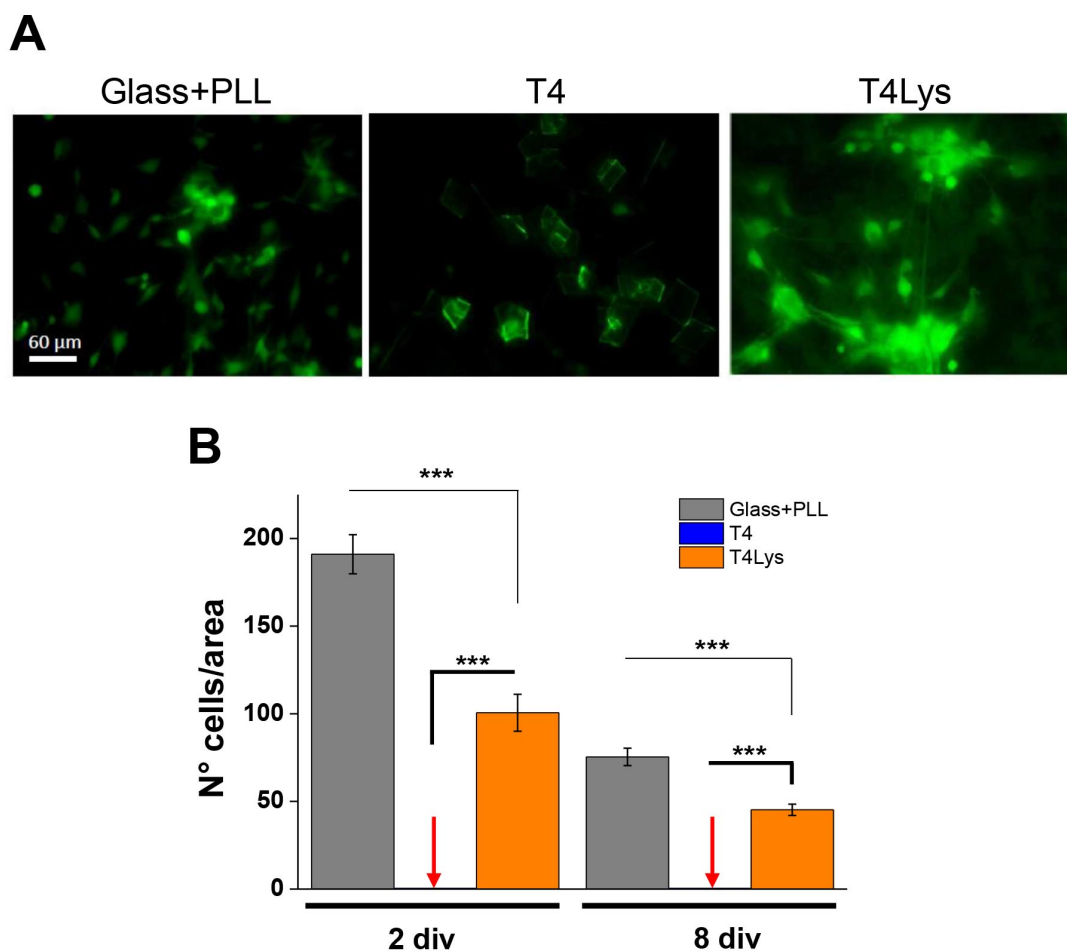 A
Glass+PLL
T4
T4Lys
60 µm
B
***
Glass+PLL
T4
T4Lys
***
***
***
N° cells/area
200
150
100
50
0
2 div
8 div